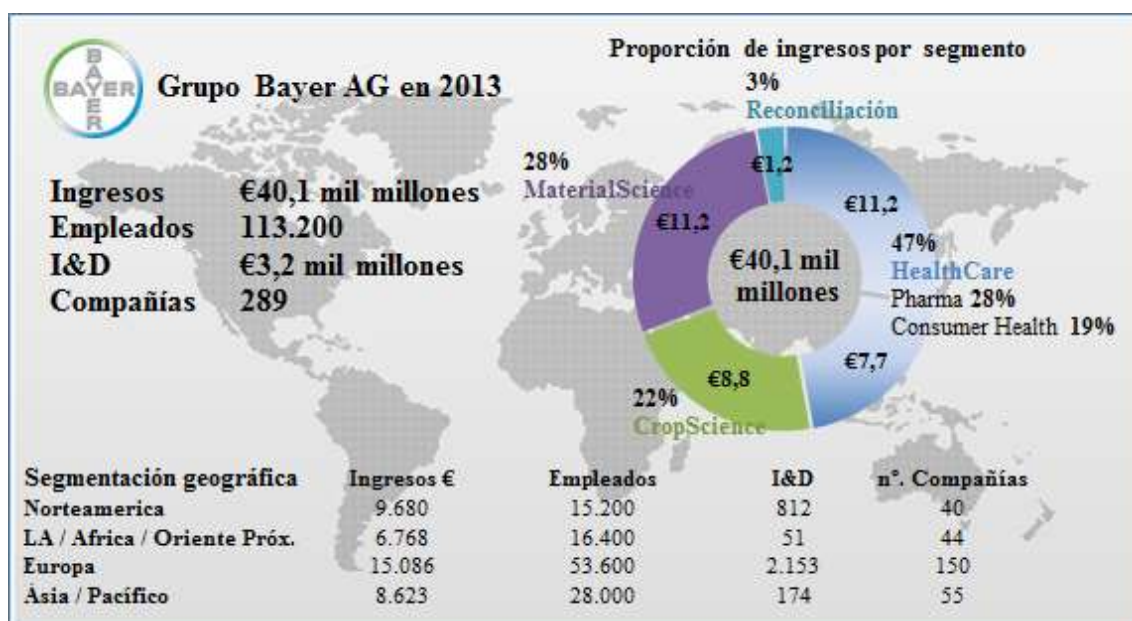 BAYER
BAYER
Grupo Bayer AG en 2013
Ingresos €40,1 mil millones
Empleados 113.200
I&D €3,2 mil millones
Compañías 289
Proporción de ingresos por segmento
3%
Reconciliación
€1,2
28%
MaterialScience
€11,2
€11,2
47%
HealthCare
Pharma 28%
Consumer Health 19%
€40,1 mil
millones
€7,7
€8,8
22%
CropScience
Segmentación geográfica Ingresos € Empleados I&D nº. Compañías
Norteamerica 9.680 15.200 812 40
LA / Africa / Oriente Próx. 6.768 16.400 51 44
Europa 15.086 53.600 2.153 150
Àsia / Pacífico 8.623 28.000 174 55